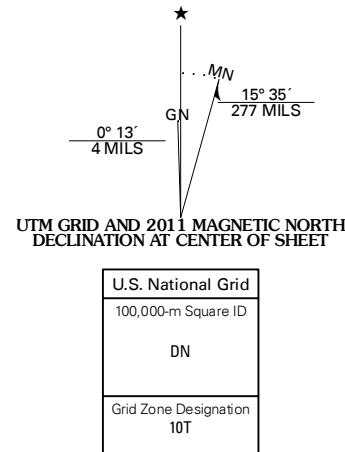 ★
MN
GN
15° 35´
277 MILS
0° 13´
4 MILS
UTM GRID AND 2011 MAGNETIC NORTH
DECLINATION AT CENTER OF SHEET
U.S. National Grid
100,000-m Square ID
DN
Grid Zone Designation
10T